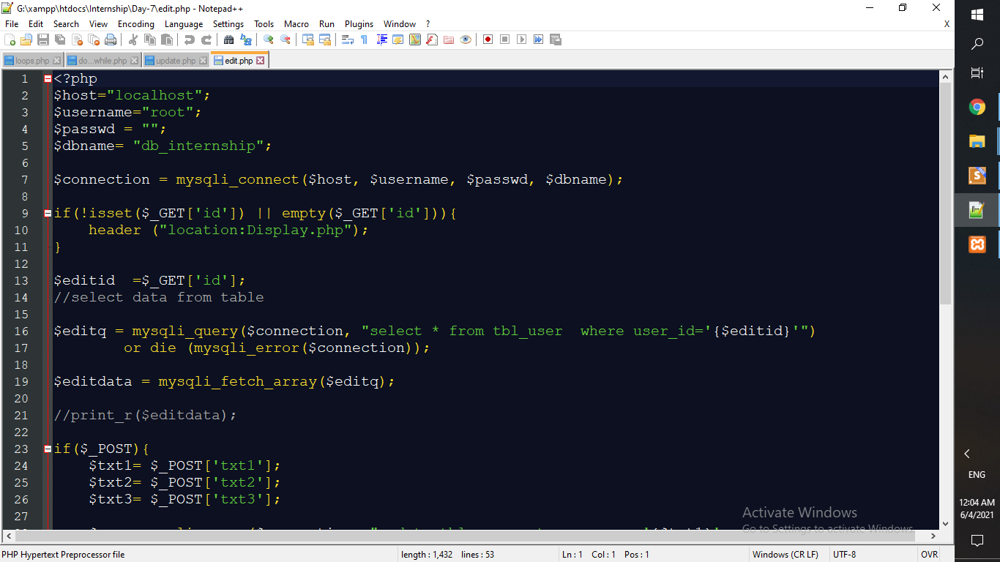 G:\xampp\htdocs\Internship\Day-7\edit.php - Notepad++
File Edit Search View Encoding Language Settings Tools Macro Run Plugins Window ? X
loops.php do...while.php update.php edit.php
1 <?php
2 $host="localhost";
3 $username="root";
4 $passwd = "";
5 $dbname= "db_internship";
6
7 $connection = mysqli_connect($host, $username, $passwd, $dbname);
8
9 if(!isset($_GET['id']) || empty($_GET['id'])){
10 header ("location:Display.php");
11 }
12
13 $editid =$_GET['id'];
14 //select data from table
15
16 $editq = mysqli_query($connection, "select * from tbl_user where user_id='{$editid}'")
17 or die (mysqli_error($connection));
18
19 $editdata = mysqli_fetch_array($editq);
20
21 //print_r($editdata);
22
23 if($_POST){
24 $txt1= $_POST['txt1'];
25 $txt2= $_POST['txt2'];
26 $txt3= $_POST['txt3'];
27
Activate Windows
Go to Settings to activate Windows.
PHP Hypertext Preprocessor file length : 1,432 lines : 53 Ln : 1 Col : 1 Pos : 1 Windows (CR LF) UTF-8 OVR
ENG
12:04 AM
6/4/2021